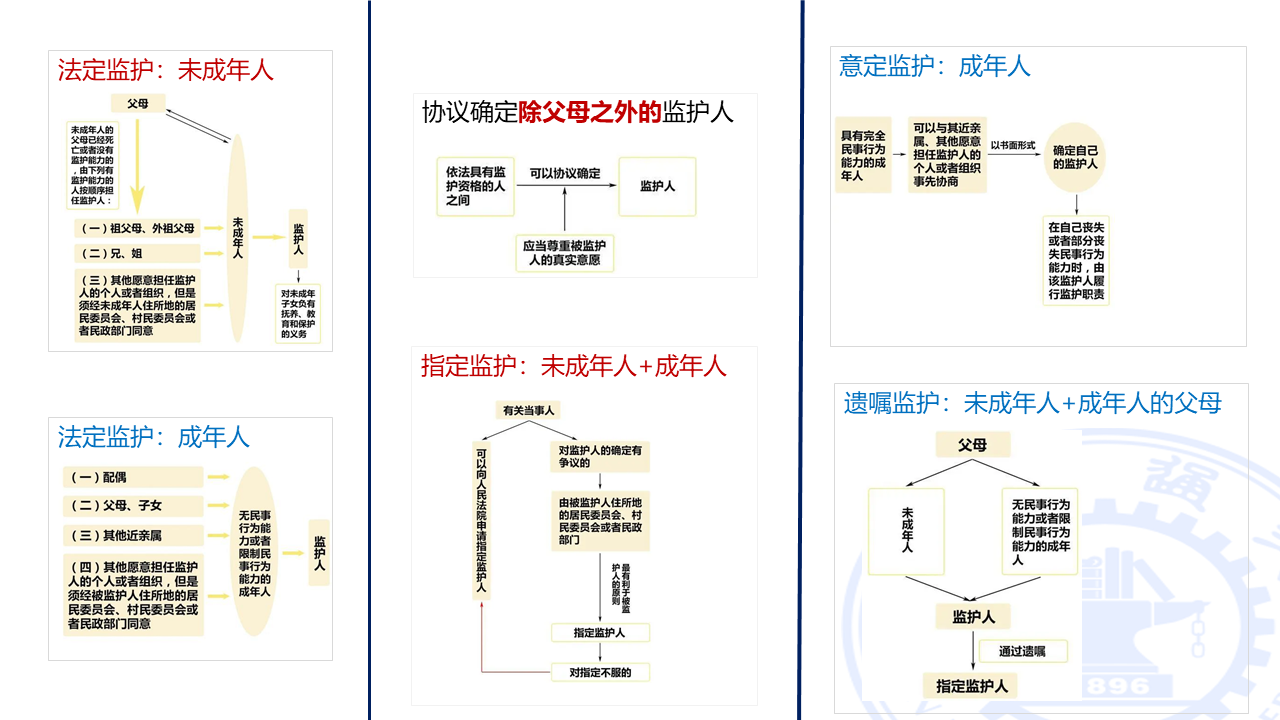 法定监护：未成年人
父母
未成年人的
父母已经死
亡或者没有
监护能力的
，由下列有
监护能力的
人按顺序担
任监护人：
（一）祖父母、外祖父母
（二）兄、姐
（三）其他愿意担任监护
人的个人或者组织，但是
须经未成年人住所地的居
民委员会、村民委员会或
者民政部门同意
未成年人
监护人
对未成年
子女负有
抚养、教
育和保护
的义务
法定监护：成年人
（一）配偶
（二）父母、子女
（三）其他近亲属
（四）其他愿意担任监护
人的个人或者组织，但是
须经被监护人住所地的居
民委员会、村民委员会或
者民政部门同意
无民事
行为能
力或者
限制民
事行为
能力的
成年人
监护人
协议确定除父母之外的监护人
依法具有监
护资格的人
之间
可以协议确定
监护人
应当尊重被监护
人的真实意愿
指定监护：未成年人+成年人
有关当事人
可以向人民法院申请指定监护人
对监护人的确定有
争议的
由被监护人住所地
的居民委员会、村
民委员会或者民政
部门
最有利于被监
护人的原则
指定监护人
对指定不服的
意定监护：成年人
具有完全
民事行为
能力的成
年人
可以与其近亲
属、其他愿意
担任监护人的
个人或者组织
事先协商
以书面形式
确定自己
的监护人
在自己丧失
或者部分丧
失民事行为
能力时，由
该监护人履
行监护职责
遗嘱监护：未成年人+成年人的父母
父母
未成年人
无民事行为
能力或者限
制民事行为
能力的成年
人
监护人
通过遗嘱
指定监护人
896